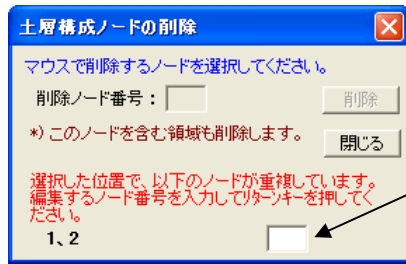 土層構成ノードの削除
マウスで削除するノードを選択してください。
削除ノード番号：
削除
*) このノードを含む領域も削除します。
閉じる
選択した位置で、以下のノードが重複しています。
編集するノード番号を入力してリターンキーを押してく
ださい。
1、2